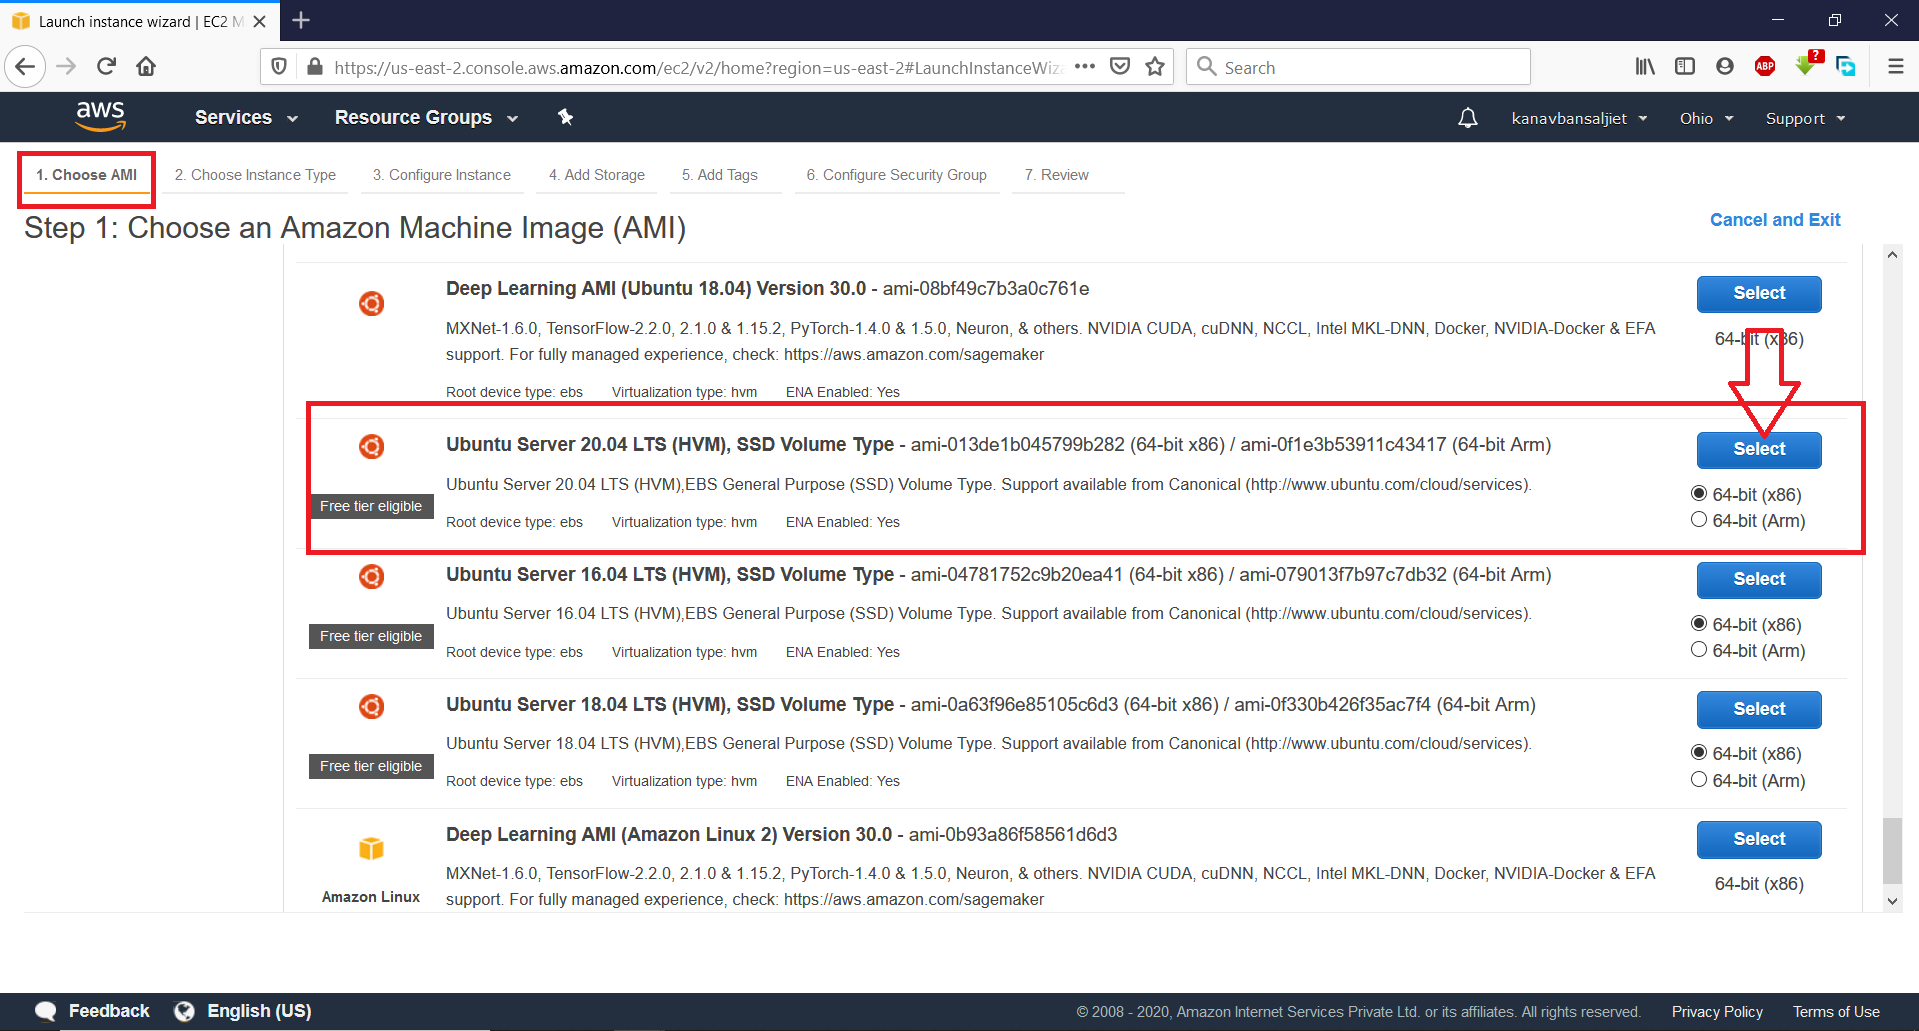 Launch instance wizard | EC2 M
https://us-east-2.console.aws.amazon.com/ec2/v2/home?region=us-east-2#LaunchInstanceWiz
Search
ABP
?
aws
Services
Resource Groups
kanavbansaljiet
Ohio
Support
1. Choose AMI
2. Choose Instance Type
3. Configure Instance
4. Add Storage
5. Add Tags
6. Configure Security Group
7. Review
Step 1: Choose an Amazon Machine Image (AMI)
Cancel and Exit
Deep Learning AMI (Ubuntu 18.04) Version 30.0 - ami-08bf49c7b3a0c761e
Select
MXNet-1.6.0, TensorFlow-2.2.0, 2.1.0 & 1.15.2, PyTorch-1.4.0 & 1.5.0, Neuron, & others. NVIDIA CUDA, cuDNN, NCCL, Intel MKL-DNN, Docker, NVIDIA-Docker & EFA
support. For fully managed experience, check: https://aws.amazon.com/sagemaker
64-bit (x86)
Root device type: ebs Virtualization type: hvm ENA Enabled: Yes
Ubuntu Server 20.04 LTS (HVM), SSD Volume Type - ami-013de1b045799b282 (64-bit x86) / ami-0f1e3b53911c43417 (64-bit Arm)
Select
Ubuntu Server 20.04 LTS (HVM),EBS General Purpose (SSD) Volume Type. Support available from Canonical (http://www.ubuntu.com/cloud/services).
64-bit (x86)
Free tier eligible
Root device type: ebs Virtualization type: hvm ENA Enabled: Yes
64-bit (Arm)
Ubuntu Server 16.04 LTS (HVM), SSD Volume Type - ami-04781752c9b20ea41 (64-bit x86) / ami-079013f7b97c7db32 (64-bit Arm)
Select
Ubuntu Server 16.04 LTS (HVM),EBS General Purpose (SSD) Volume Type. Support available from Canonical (http://www.ubuntu.com/cloud/services).
64-bit (x86)
Free tier eligible
Root device type: ebs Virtualization type: hvm ENA Enabled: Yes
64-bit (Arm)
Ubuntu Server 18.04 LTS (HVM), SSD Volume Type - ami-0a63f96e85105c6d3 (64-bit x86) / ami-0f330b426f35ac7f4 (64-bit Arm)
Select
Ubuntu Server 18.04 LTS (HVM),EBS General Purpose (SSD) Volume Type. Support available from Canonical (http://www.ubuntu.com/cloud/services).
64-bit (x86)
Free tier eligible
Root device type: ebs Virtualization type: hvm ENA Enabled: Yes
64-bit (Arm)
Deep Learning AMI (Amazon Linux 2) Version 30.0 - ami-0b93a86f58561d6d3
Select
MXNet-1.6.0, TensorFlow-2.2.0, 2.1.0 & 1.15.2, PyTorch-1.4.0 & 1.5.0, Neuron, & others. NVIDIA CUDA, cuDNN, NCCL, Intel MKL-DNN, Docker, NVIDIA-Docker & EFA
support. For fully managed experience, check: https://aws.amazon.com/sagemaker
64-bit (x86)
Amazon Linux
Feedback
English (US)
© 2008 - 2020, Amazon Internet Services Private Ltd. or its affiliates. All rights reserved.
Privacy Policy
Terms of Use